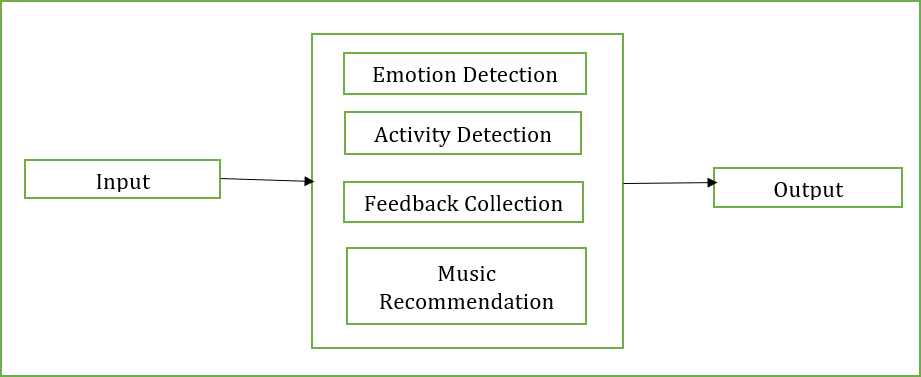 Emotion Detection
Activity Detection
Input
Output
Feedback Collection
Music
Recommendation